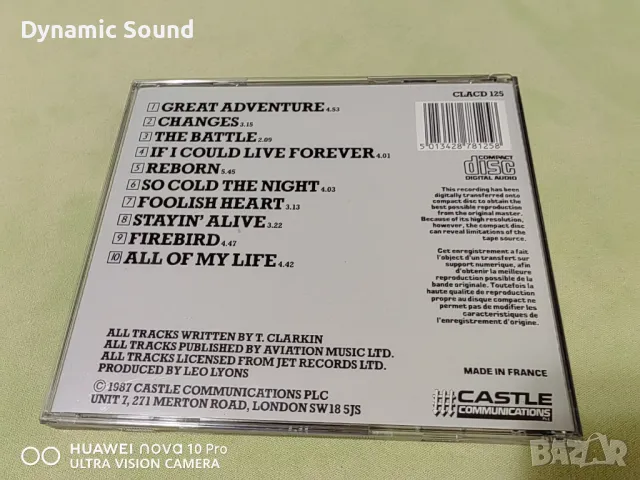 Dynamic Sound
CLACD 125
1 GREAT ADVENTURE 4.53
2 CHANGES 3.15
3 THE BATTLE 2.09
4 IF I COULD LIVE FOREVER 4.01
5 REBORN 5.45
6 SO COLD THE NIGHT 4.03
7 FOOLISH HEART 3.13
8 STAYIN' ALIVE 3.22
9 FIREBIRD 4.47
10 ALL OF MY LIFE 4.42
5 013428 781258
COMPACT
disc
DIGITAL AUDIO
This recording has been
digitally transferred onto
compact disc to obtain the
best possible reproduction
from the original master.
Because of its high resolution,
however, the compact disc
can reveal limitations of the
tape source.
Cet enregistrement a fait
l'object d'un transfert sur
support numerique, afin
d'obtenir la meilleure
reproduction possible de la
bande originale. Toutefois la
haute qualite de reproduction
propre au disque compact ne
permet pas de modifier les
caracteristiques de
l'enregistrement d'origine.
ALL TRACKS WRITTEN BY T. CLARKIN
ALL TRACKS PUBLISHED BY AVIATION MUSIC LTD.
ALL TRACKS LICENSED FROM JET RECORDS LTD.
PRODUCED BY LEO LYONS
© 1987 CASTLE COMMUNICATIONS PLC
UNIT 7, 271 MERTON ROAD, LONDON SW18 5JS
MADE IN FRANCE
CASTLE
COMMUNICATIONS
PLC
HUAWEI nova 10 Pro
ULTRA VISION CAMERA
BAZAR